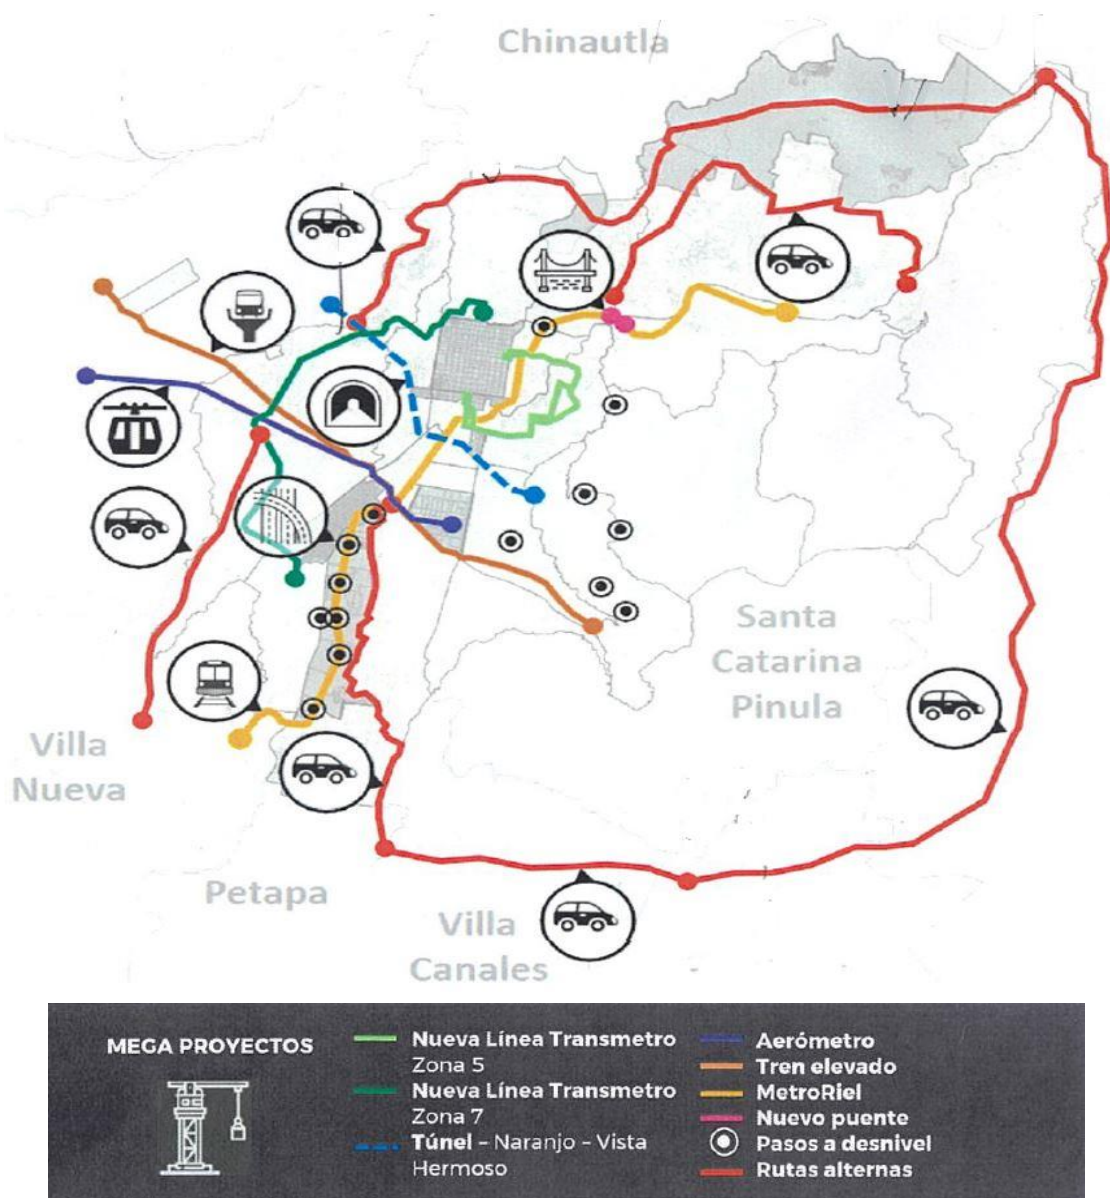 Chinautla
Santa
Catarina
Pinula
Villa
Nueva
Petapa
Villa
Canales
MEGA PROYECTOS
Nueva Línea Transmetro
Zona 5
Nueva Línea Transmetro
Zona 7
Túnel - Naranjo - Vista
Hermoso
Aerómetro
Tren elevado
MetroRiel
Nuevo puente
Pasos a desnivel
Rutas alternas